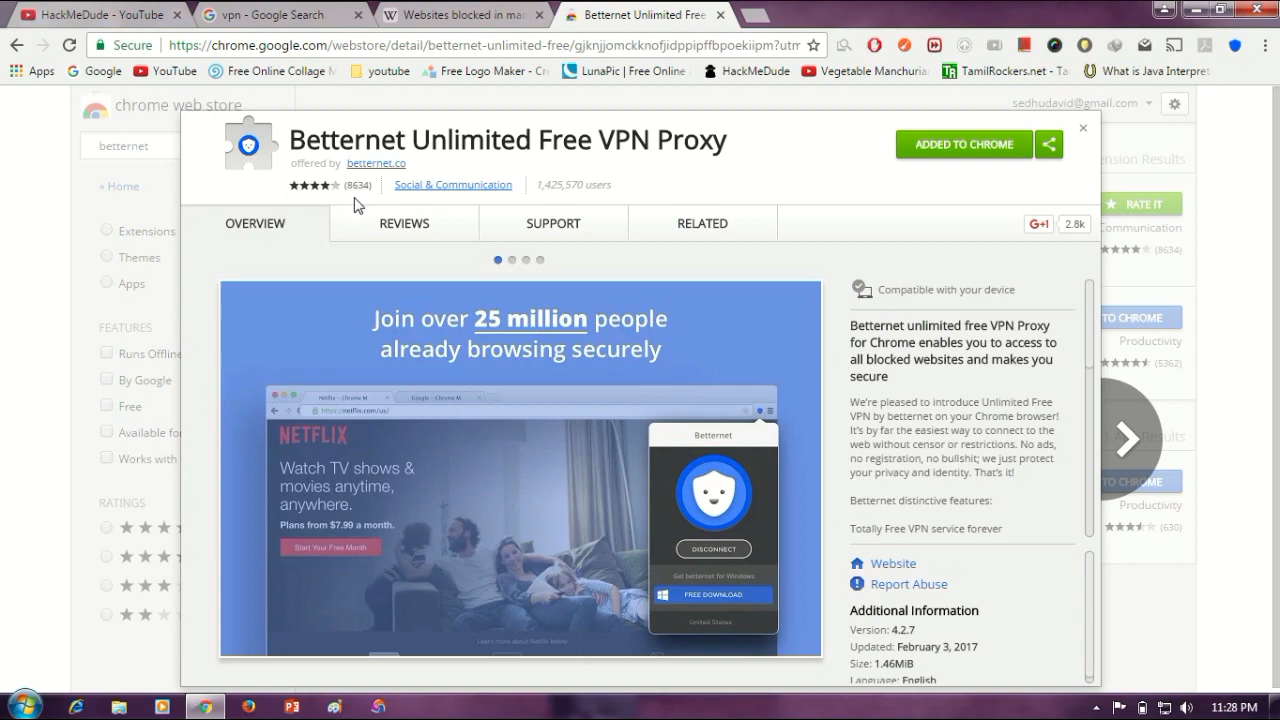 HackMeDude - YouTube
vpn - Google Search
Websites blocked in ma
Betternet Unlimited Free
Secure
https://chrome.google.com/webstore/detail/betternet-unlimited-free/gjknjjomckknofjidppipffbpoekiipm?utm
Apps
Google
YouTube
Free Online Collage M
youtube
Free Logo Maker - Cr
LunaPic | Free
HackMeDude
Vegetable Manchuria
TamilRockers.net - Ta
What is Java Interpret
chrome web store
sedhudavid@gmail.com
betternet
« Home
Extensions
Themes
Apps
FEATURES
Runs Offline
By Google
Free
Available fo
Works with
RATINGS
Betternet Unlimited Free VPN Proxy
offered by betternet.co
(8634)
Social & Communication
1,425,570 users
ADDED TO CHROME
OVERVIEW
REVIEWS
SUPPORT
RELATED
G+1
2.8k
Join over 25 million people
already browsing securely
Netflix - Chrome M
Google - Chrome M
https://netflix.com/us/
NETFLIX
Watch TV shows &
movies anytime,
anywhere.
Plans from $7.99 a month.
Start Your Free Month
Learn more about Netflix below
Betternet
DISCONNECT
Get betternet for Windows
FREE DOWNLOAD
United States
Compatible with your device
Betternet unlimited free VPN Proxy
for Chrome enables you to access to
all blocked websites and makes you
secure
We're pleased to introduce Unlimited Free
VPN by betternet on your Chrome browser!
It's by far the easiest way to connect to the
web without censor or restrictions. No ads,
no registration, no bullshit; we just protect
your privacy and identity. That's it!
Betternet distinctive features:
Totally Free VPN service forever
Website
Report Abuse
Additional Information
Version: 4.2.7
Updated: February 3, 2017
Size: 1.46MiB
Language: English
ension Results
RATE IT
ommunication
(8634)
TO CHROME
Productivity
(5362)
Results
TO CHROME
Productivity
(630)
11:28 PM